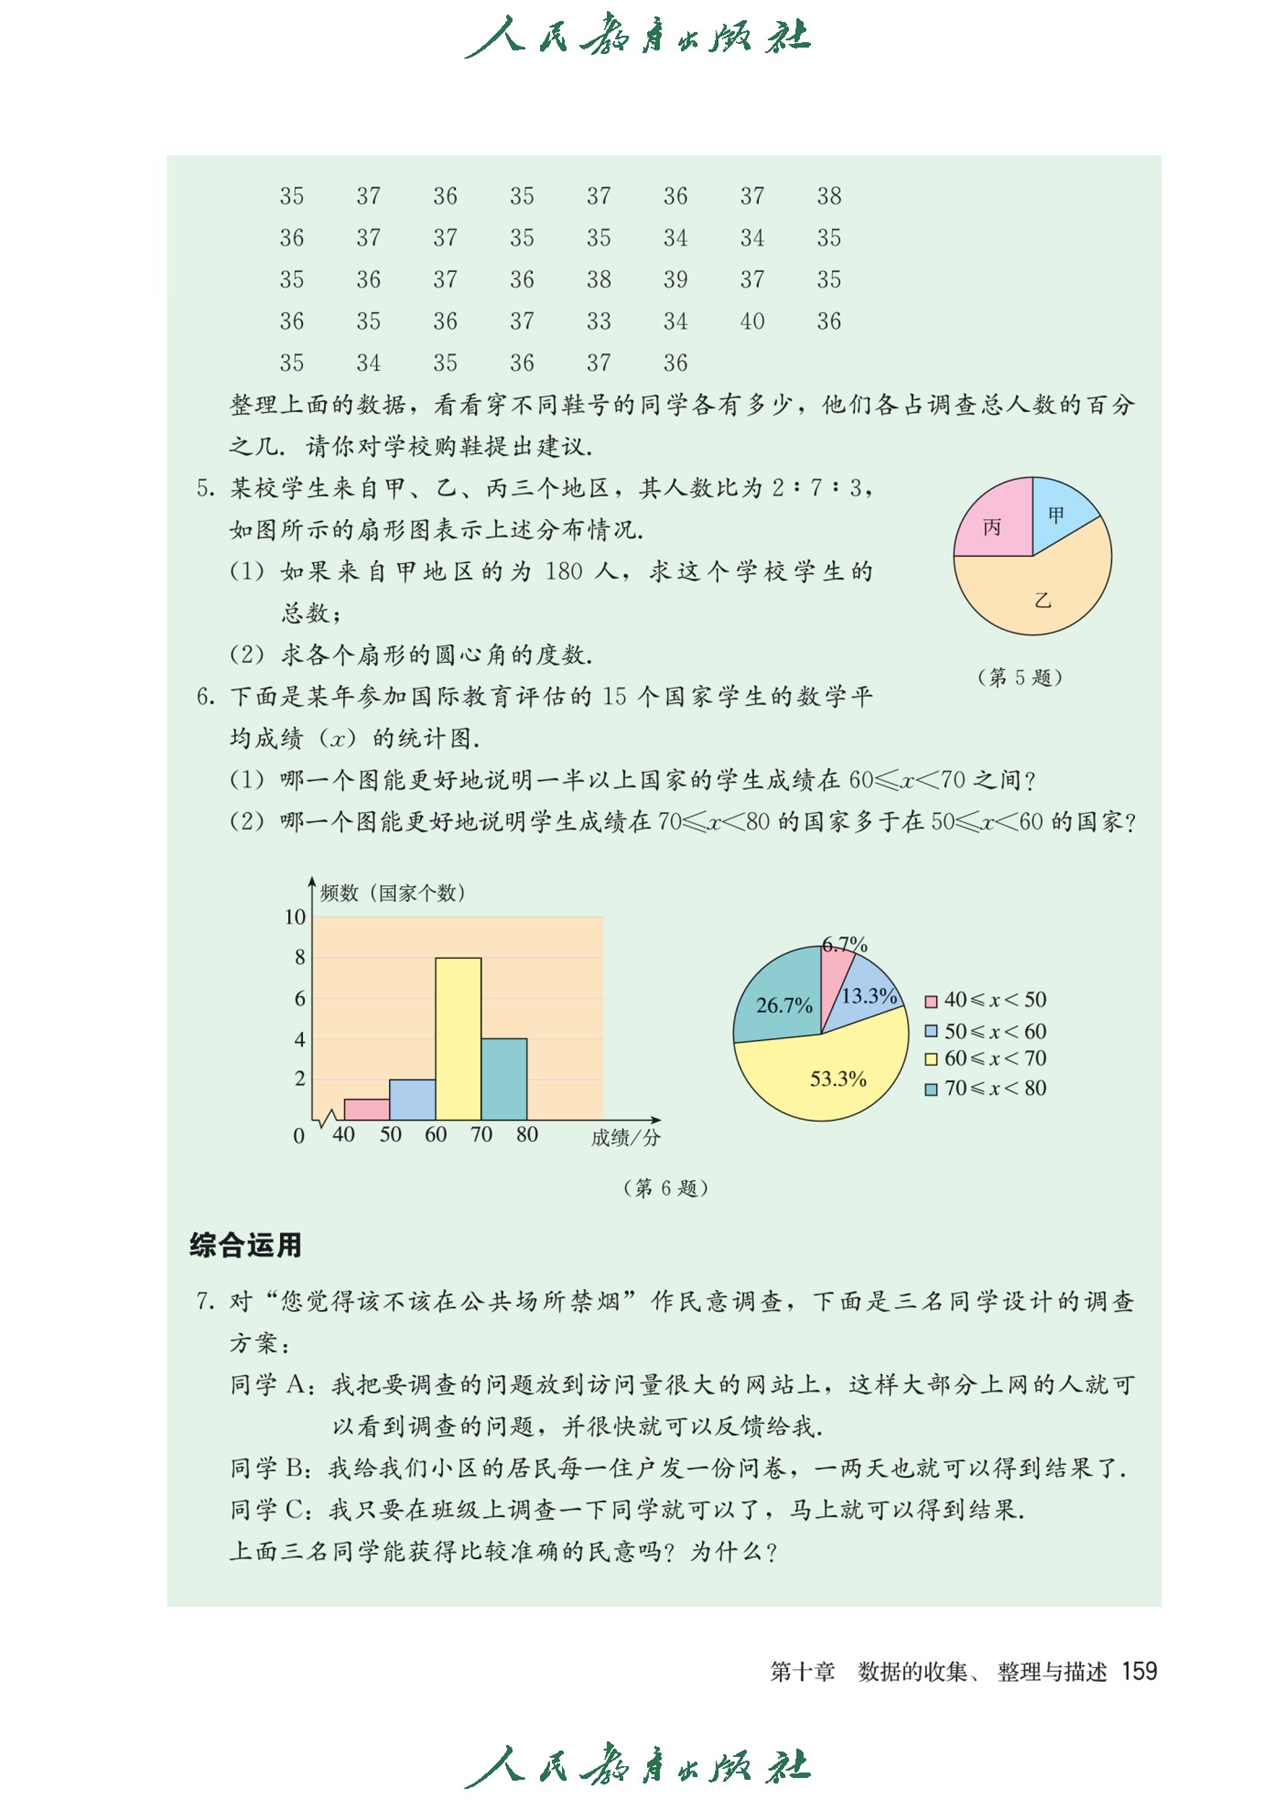 人民教育出版社
35 37 36 35 37 36 37 38
36 37 37 35 35 34 34 35
35 36 37 36 38 39 37 35
36 35 36 37 33 34 40 36
35 34 35 36 37 36
整理上面的数据，看看穿不同鞋号的同学各有多少，他们各占调查总人数的百分
之几．请你对学校购鞋提出建议．
5. 某校学生来自甲、乙、丙三个地区，其人数比为 2∶7∶3，
如图所示的扇形图表示上述分布情况．
（1）如果来自甲地区的为 180 人，求这个学校学生的
总数；
（2）求各个扇形的圆心角的度数．
丙
甲
乙
（第 5 题）
6. 下面是某年参加国际教育评估的 15 个国家学生的数学平
均成绩（x）的统计图．
（1）哪一个图能更好地说明一半以上国家的学生成绩在 60≤x<70 之间？
（2）哪一个图能更好地说明学生成绩在 70≤x<80 的国家多于在 50≤x<60 的国家？
频数（国家个数）
10
8
6
4
2
0 40 50 60 70 80 成绩/分
6.7%
13.3%
26.7%
53.3%
40≤x<50
50≤x<60
60≤x<70
70≤x<80
（第 6 题）
综合运用
7. 对“您觉得该不该在公共场所禁烟”作民意调查，下面是三名同学设计的调查
方案：
同学 A：我把要调查的问题放到访问量很大的网站上，这样大部分上网的人就可
以看到调查的问题，并很快就可以反馈给我．
同学 B：我给我们小区的居民每一住户发一份问卷，一两天也就可以得到结果了．
同学 C：我只要在班级上调查一下同学就可以了，马上就可以得到结果．
上面三名同学能获得比较准确的民意吗？为什么？
第十章 数据的收集、整理与描述 159
人民教育出版社